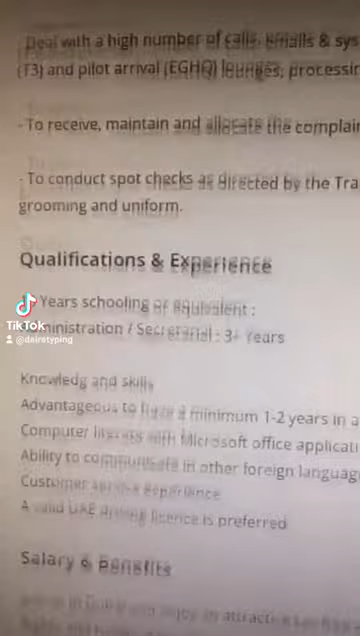 Deal with a high number of calls, emails & sys
(T3) and pilot arrival (EGHQ) lounges; processin
- To receive, maintain and allocate the complain
- To conduct spot checks as directed by the Tra
grooming and uniform.
Qualifications & Experience
Years schooling or equivalent :
ministration / Secretarial : 3+ Years
Knowledg and skills
Advantageous to have a minimum 1-2 years in a
Computer literate with Microsoft office applicati
Ability to communicate in other foreign languag
Customer service experience
A valid UAE driving licence is preferred
Salary & Benefits
TikTok
@dairetyping